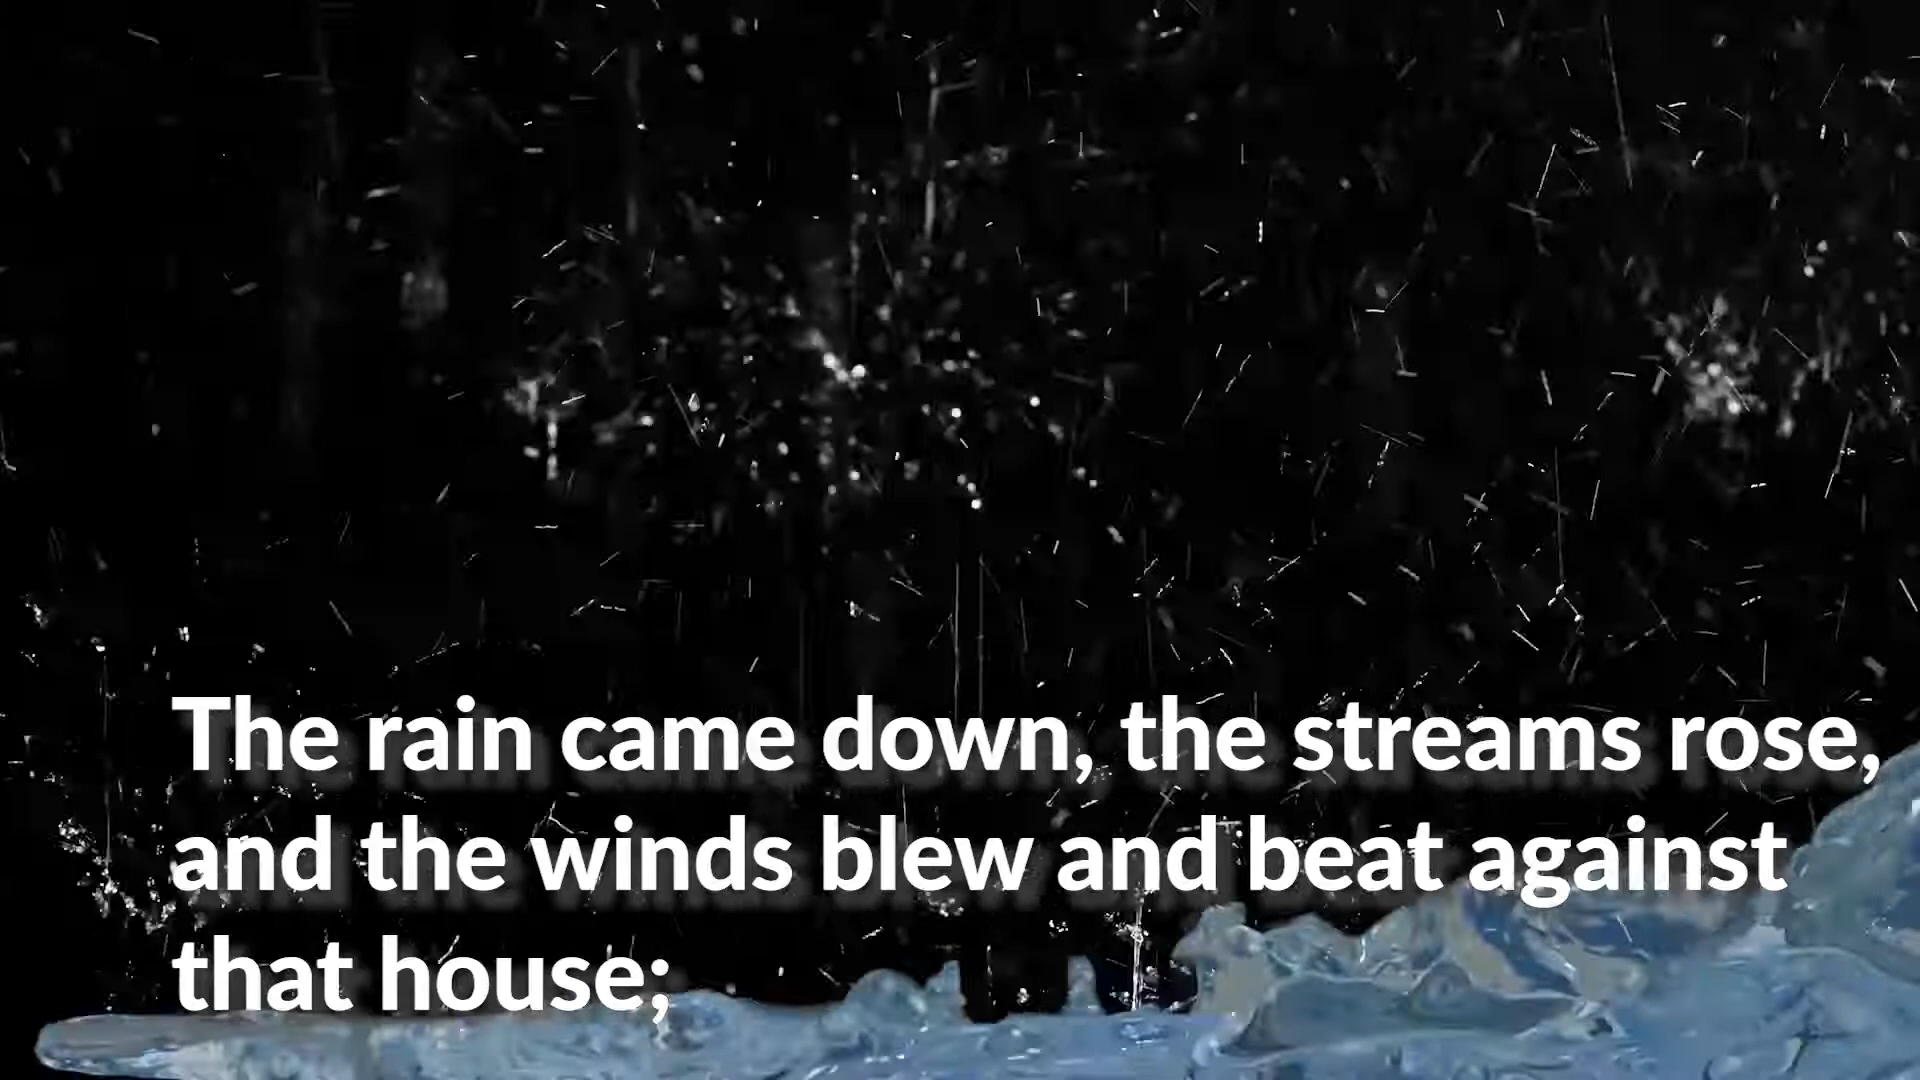 The rain came down, the streams rose,
and the winds blew and beat against
that house;